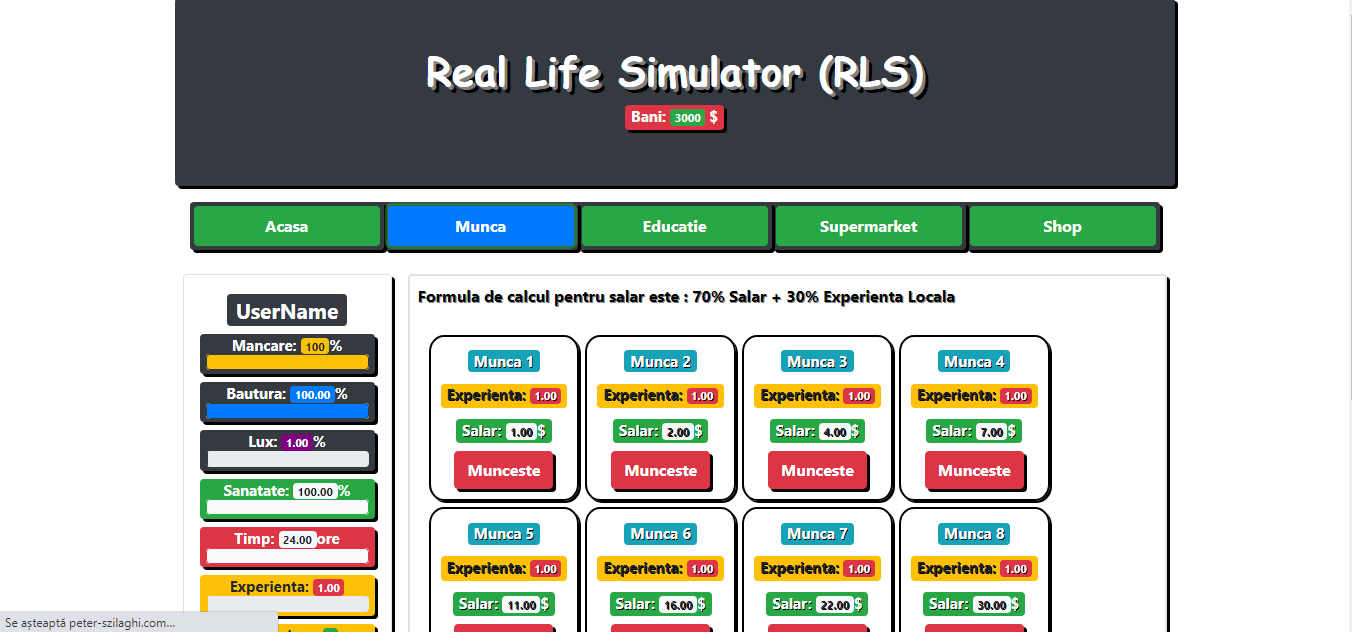 Real Life Simulator (RLS)
Bani: 3000 $
Acasa Munca Educatie Supermarket Shop
UserName
Mancare: 100 %
Bautura: 100.00 %
Lux: 1.00 %
Sanatate: 100.00 %
Timp: 24.00 ore
Experienta: 1.00
Formula de calcul pentru salar este : 70% Salar + 30% Experienta Locala
Munca 1 Munca 2 Munca 3 Munca 4
Experienta: 1.00 Experienta: 1.00 Experienta: 1.00 Experienta: 1.00
Salar: 1.00 $ Salar: 2.00 $ Salar: 4.00 $ Salar: 7.00 $
Munceste Munceste Munceste Munceste
Munca 5 Munca 6 Munca 7 Munca 8
Experienta: 1.00 Experienta: 1.00 Experienta: 1.00 Experienta: 1.00
Salar: 11.00 $ Salar: 16.00 $ Salar: 22.00 $ Salar: 30.00 $
Se așteaptă peter-szilaghi.com...